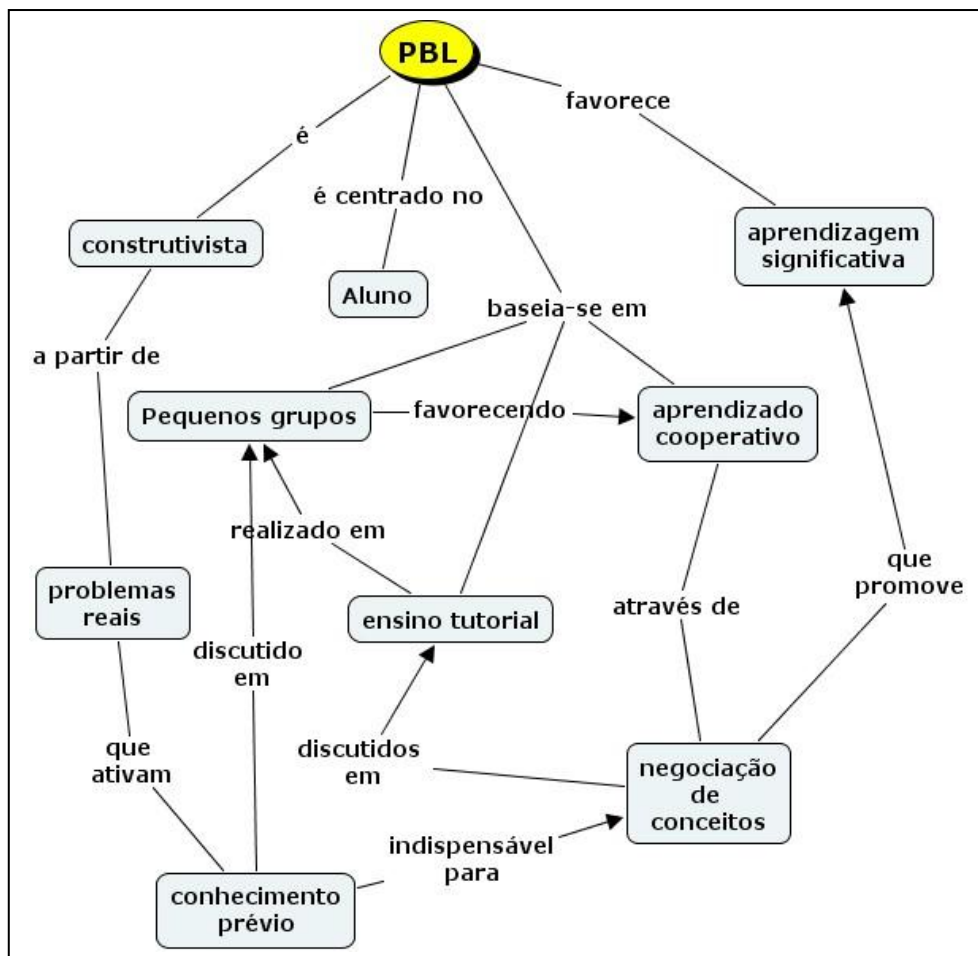 PBL
favorece
é
é centrado no
construtivista
aprendizagem
significativa
Aluno
baseia-se em
a partir de
Pequenos grupos
favorecendo
aprendizado
cooperativo
realizado em
problemas
reais
ensino tutorial
que
promove
através de
discutido
em
que
ativam
discutidos
em
negociação
de
conceitos
indispensável
para
conhecimento
prévio